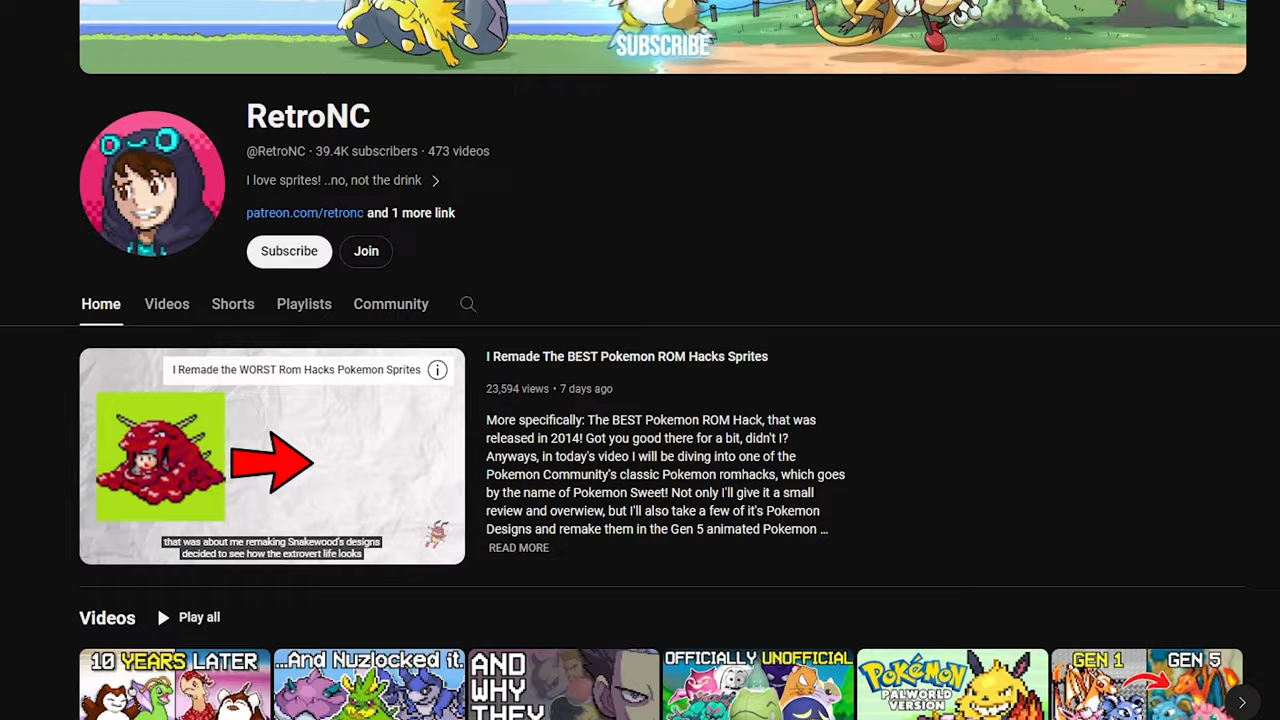 SUBSCRIBE
RetroNC
@RetroNC · 39.4K subscribers · 473 videos
I love sprites! ..no, not the drink
patreon.com/retronc and 1 more link
Subscribe
Join
Home
Videos
Shorts
Playlists
Community
I Remade the WORST Rom Hacks Pokemon Sprites
that was about me remaking Snakewood's designs
decided to see how the extrovert life looks
I Remade The BEST Pokemon ROM Hacks Sprites
23,594 views · 7 days ago
More specifically: The BEST Pokemon ROM Hack, that was
released in 2014! Got you good there for a bit, didn't I?
Anyways, in today's video I will be diving into one of the
Pokemon Community's classic Pokemon romhacks, which goes
by the name of Pokemon Sweet! Not only I'll give it a small
review and overwiew, but I'll also take a few of it's Pokemon
Designs and remake them in the Gen 5 animated Pokemon ...
READ MORE
Videos
Play all
10 YEARS LATER
...And Nuzlocked it.
AND
WHY
THEY
OFFICIALLY UNOFFICIAL
POKéMON
PALWORLD
VERSION
GEN 1
GEN 5